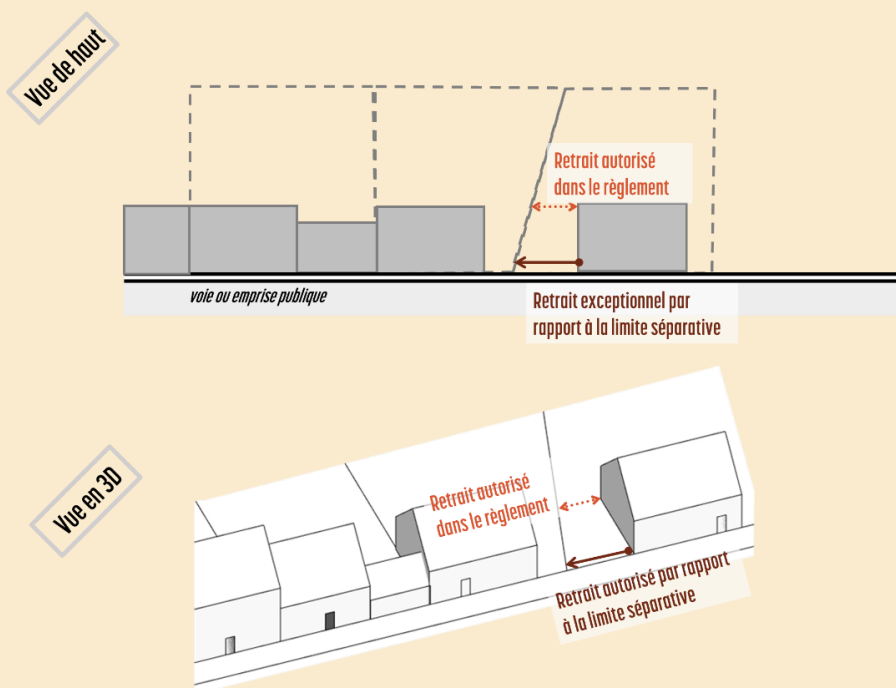 Vue de haut
Retrait autorisé
dans le règlement
voie ou emprise publique
Retrait exceptionnel par
rapport à la limite séparative
Vue en 3D
Retrait autorisé
dans le règlement
Retrait autorisé par rapport
à la limite séparative